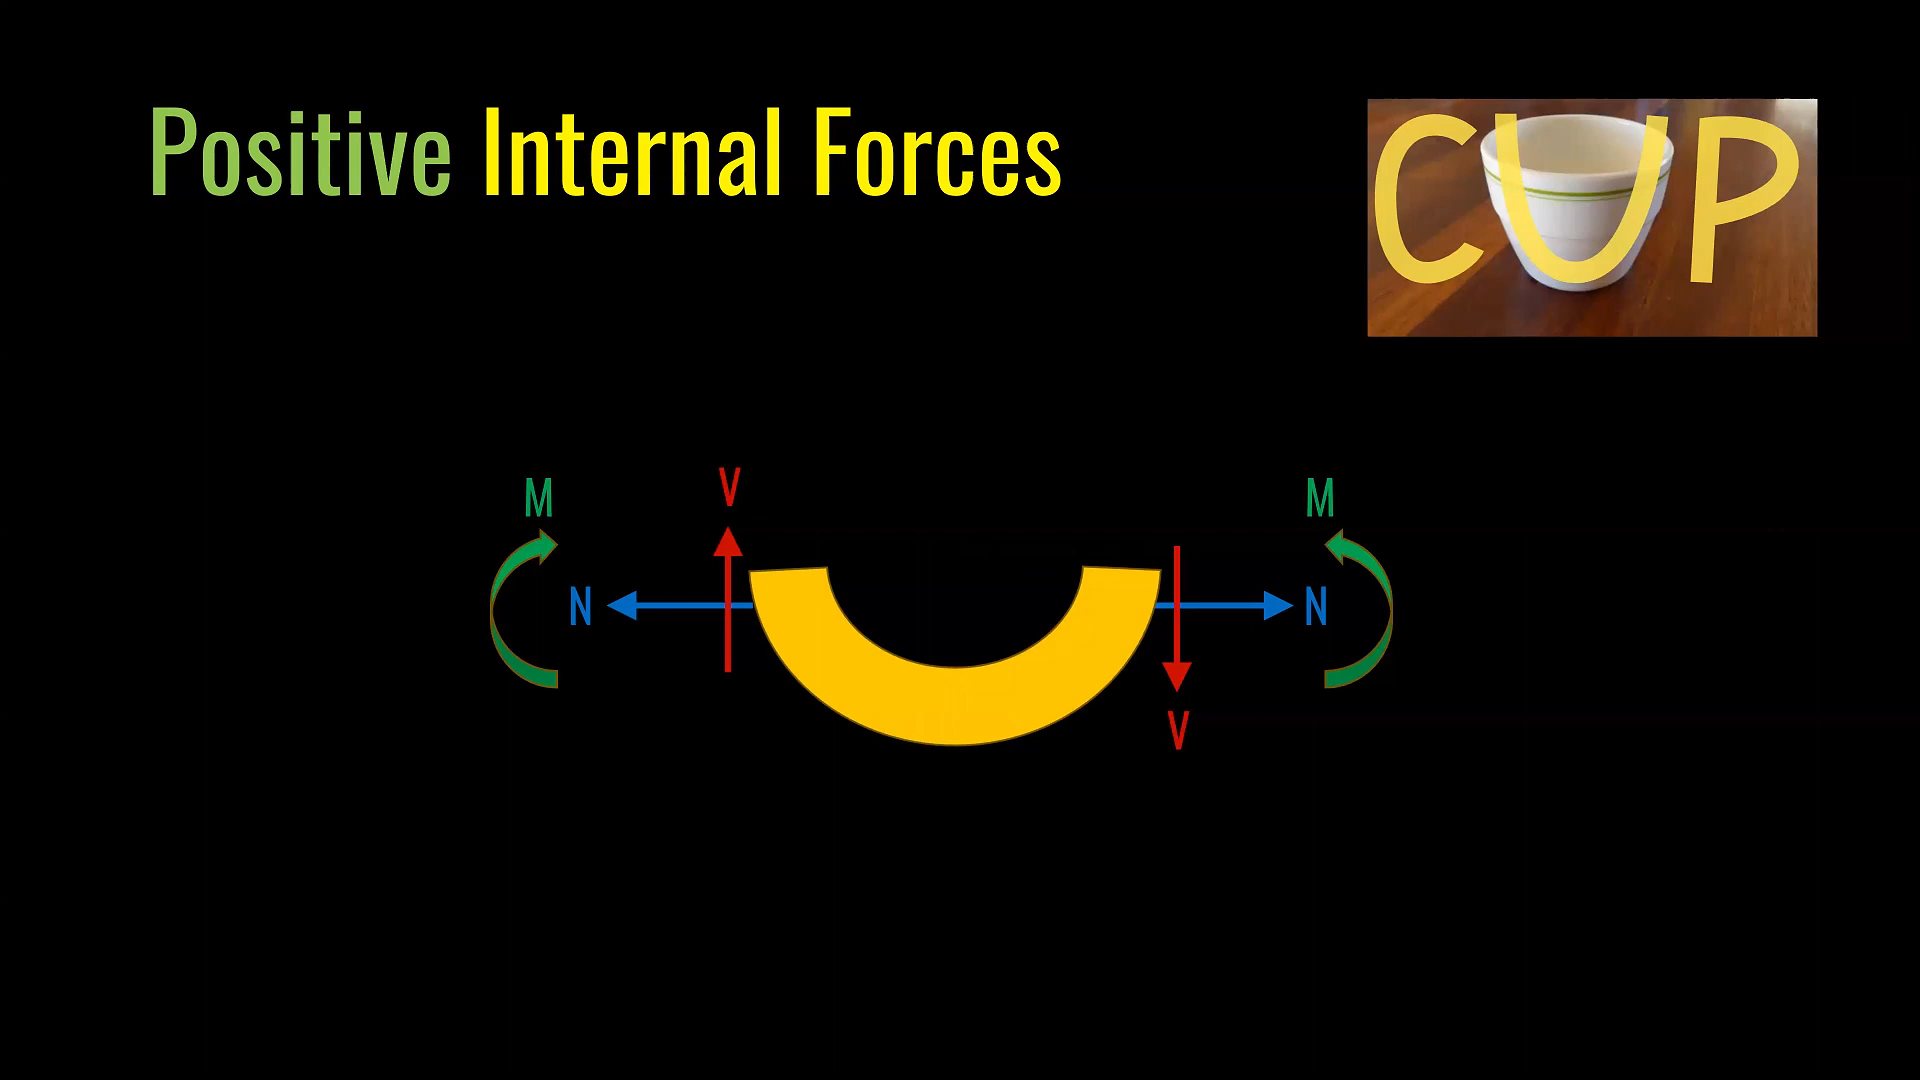 Positive Internal Forces
CUP
V
M M
N N
V